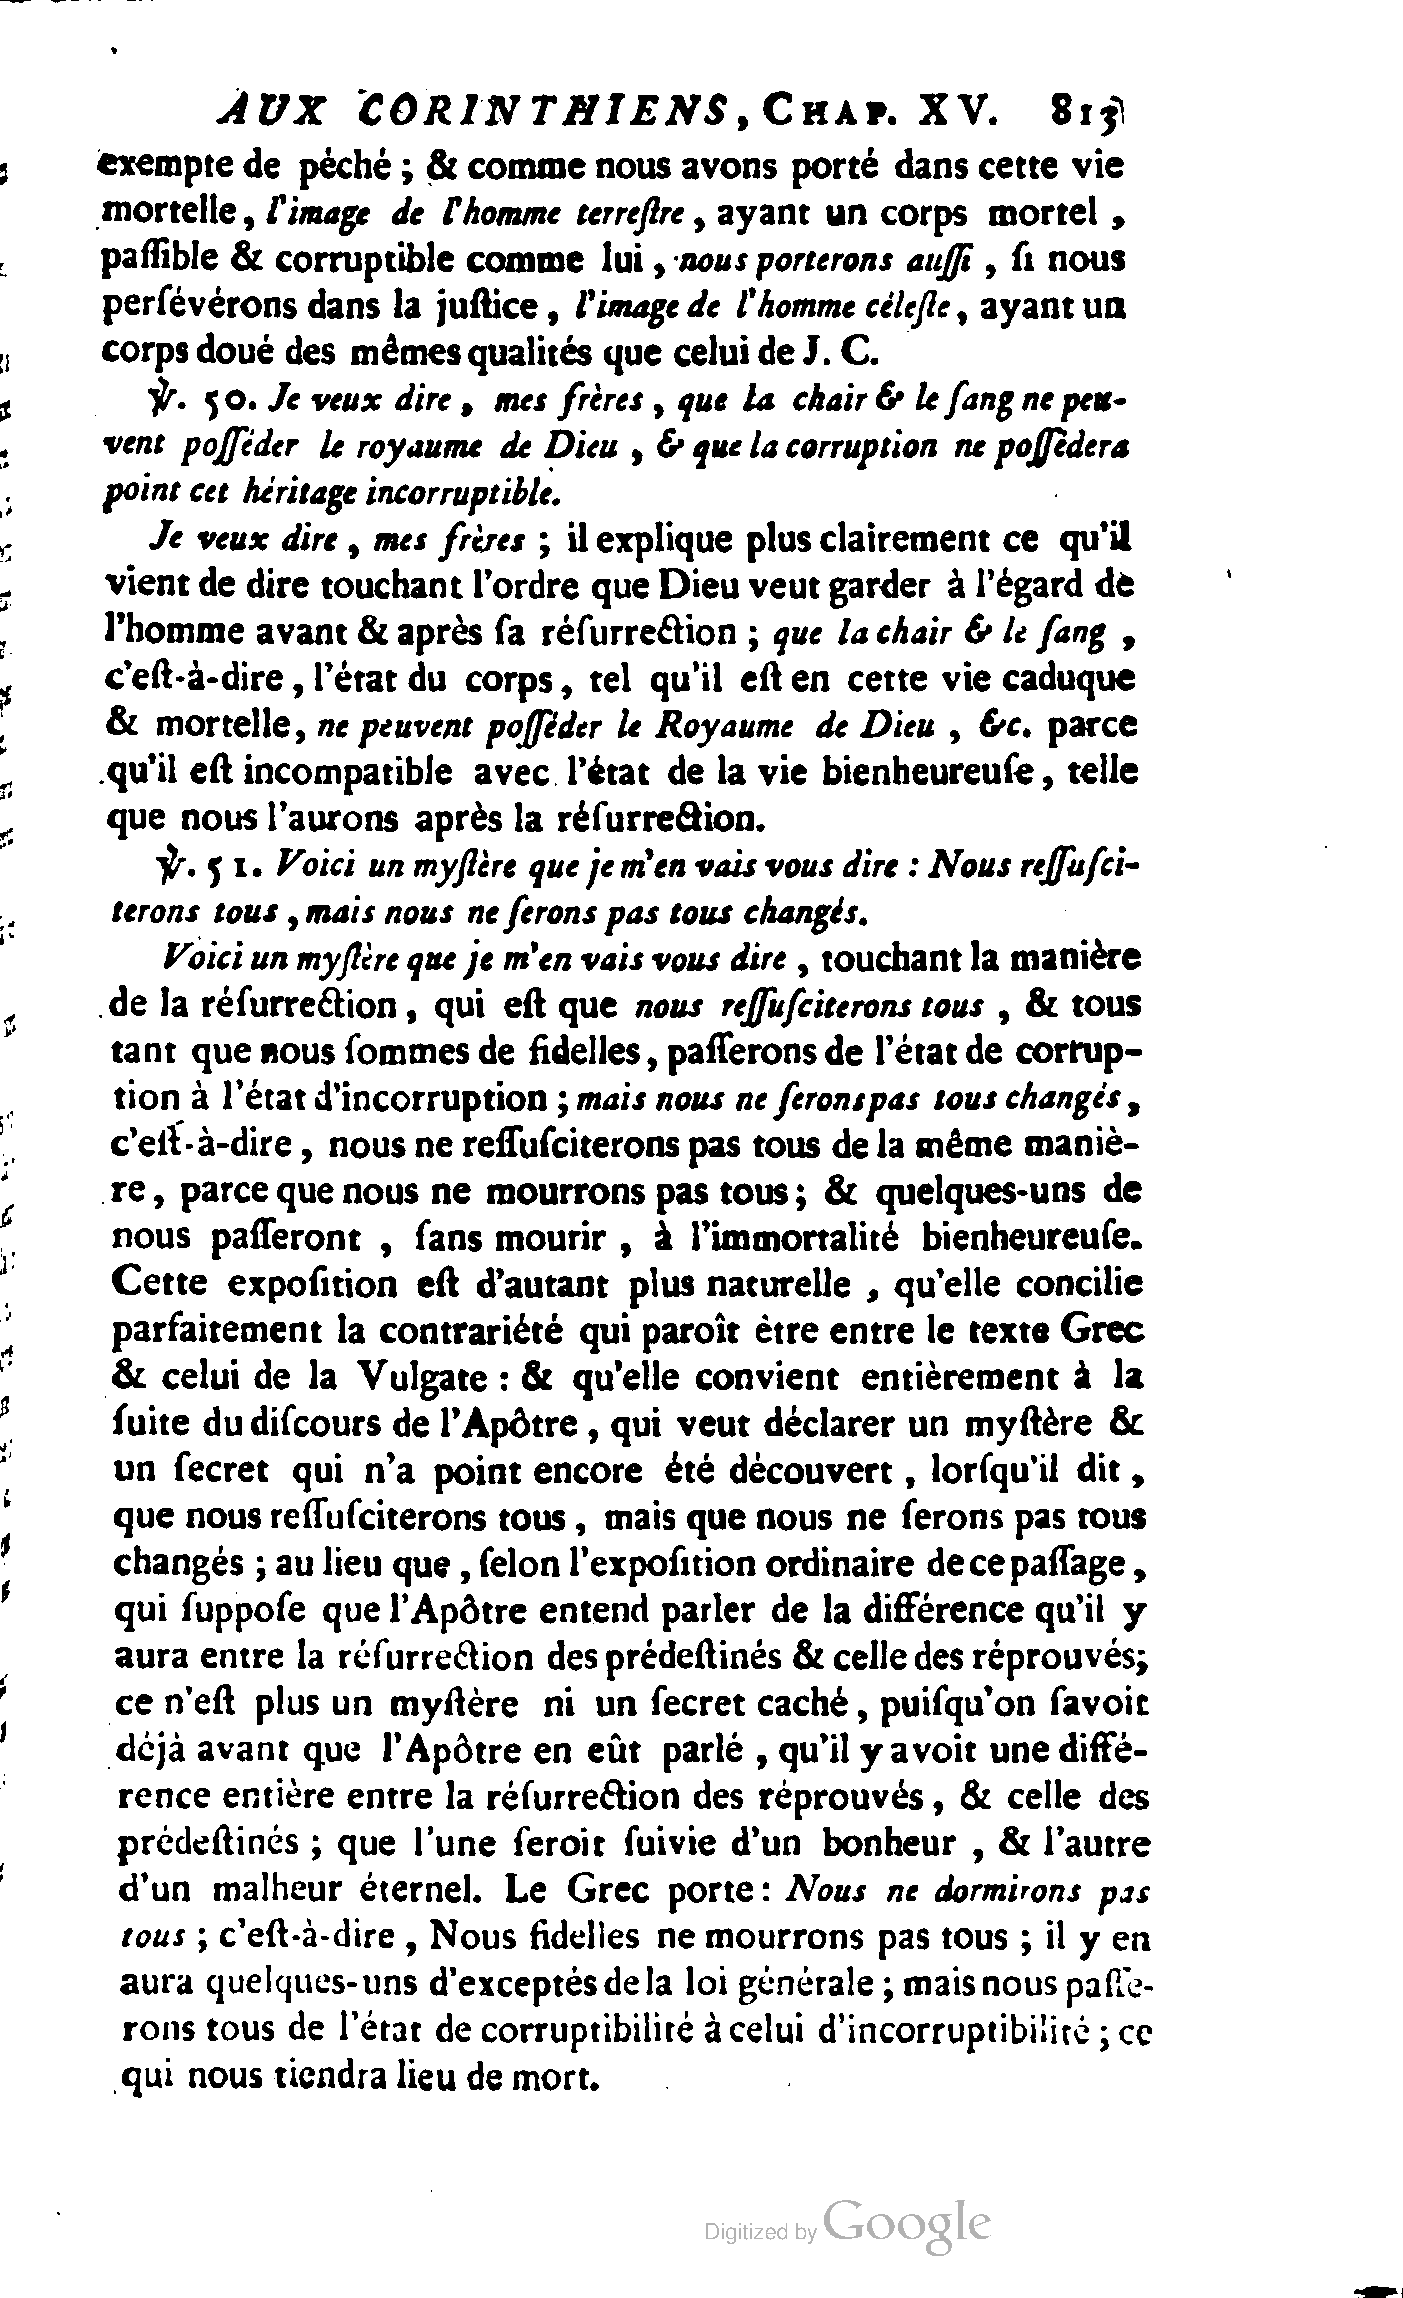 AUX CORINTHIENS, CHAP. XV. 813
exempte de péché ; & comme nous avons porté dans cette vie
mortelle, l'image de l'homme terreſtre, ayant un corps mortel,
paſſible & corruptible comme lui, nous porterons auſſi, ſi nous
perſévérons dans la juſtice, l'image de l'homme céleſte, ayant un
corps doué des mêmes qualités que celui de J. C.
℣. 50. Je veux dire, mes frères, que la chair & le ſang ne peu-
vent poſſéder le royaume de Dieu, & que la corruption ne poſſédera
point cet héritage incorruptible.
Je veux dire, mes frères ; il explique plus clairement ce qu'il
vient de dire touchant l'ordre que Dieu veut garder à l'égard de
l'homme avant & après ſa réſurrection ; que la chair & le ſang,
c'eſt-à-dire, l'état du corps, tel qu'il eſt en cette vie caduque
& mortelle, ne peuvent poſſéder le Royaume de Dieu, &c. parce
qu'il eſt incompatible avec l'état de la vie bienheureuſe, telle
que nous l'aurons après la réſurrection.
℣. 51. Voici un myſtère que je m'en vais vous dire : Nous reſſuſci-
terons tous, mais nous ne ſerons pas tous changés.
Voici un myſtère que je m'en vais vous dire, touchant la manière
de la réſurrection, qui eſt que nous reſſuſciterons tous, & tous
tant que nous ſommes de fidelles, paſſerons de l'état de corrup-
tion à l'état d'incorruption ; mais nous ne ſerons pas tous changés,
c'eſt-à-dire, nous ne reſſuſciterons pas tous de la même maniè-
re, parce que nous ne mourrons pas tous ; & quelques-uns de
nous paſſeront, ſans mourir, à l'immortalité bienheureuſe.
Cette expoſition eſt d'autant plus naturelle, qu'elle concilie
parfaitement la contrariété qui paroît être entre le texte Grec
& celui de la Vulgate : & qu'elle convient entièrement à la
ſuite du diſcours de l'Apôtre, qui veut déclarer un myſtère &
un ſecret qui n'a point encore été découvert, lorſqu'il dit,
que nous reſſuſciterons tous, mais que nous ne ſerons pas tous
changés ; au lieu que, ſelon l'expoſition ordinaire de ce paſſage,
qui ſuppoſe que l'Apôtre entend parler de la différence qu'il y
aura entre la réſurrection des prédeſtinés & celle des réprouvés;
ce n'eſt plus un myſtère ni un ſecret caché, puiſqu'on ſavoit
déjà avant que l'Apôtre en eût parlé, qu'il y avoit une diffé-
rence entière entre la réſurrection des réprouvés, & celle des
prédeſtinés ; que l'une ſeroit ſuivie d'un bonheur, & l'autre
d'un malheur éternel. Le Grec porte : Nous ne dormirons pas
tous ; c'eſt-à-dire, Nous fidelles ne mourrons pas tous ; il y en
aura quelques-uns d'exceptés de la loi générale ; mais nous paſſe-
rons tous de l'état de corruptibilité à celui d'incorruptibilité ; ce
qui nous tiendra lieu de mort.
Digitized by Google